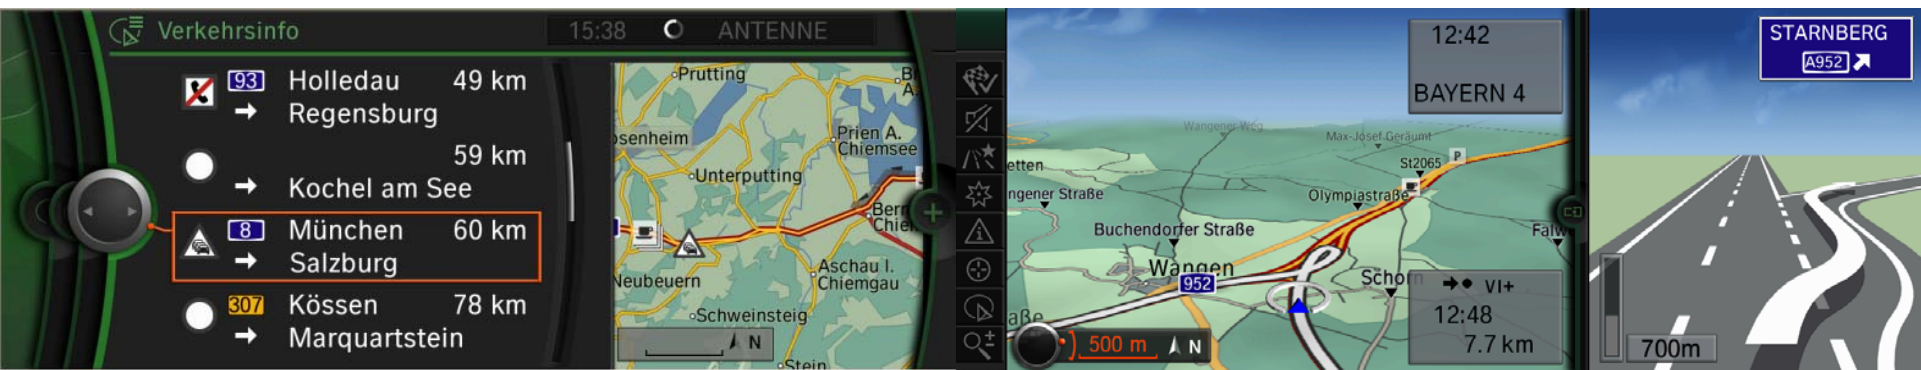 Verkehrsinfo
15:38
ANTENNE
93 Holledau 49 km
Regensburg
59 km
Kochel am See
8 München 60 km
Salzburg
307 Kössen 78 km
Marquartstein
Prutting
Prien A.
Chiemsee
Unterputting
Aschau I.
Chiemgau
Neubeuern
Schweinsteig
N
Stein
12:42
BAYERN 4
Wangener Weg
Max-Josef Geräumt
St2065
P
Olympiastraße
Buchendorfer Straße
Wangen
952
VI+
12:48
7.7 km
500 m
N
STARNBERG
A952
700m